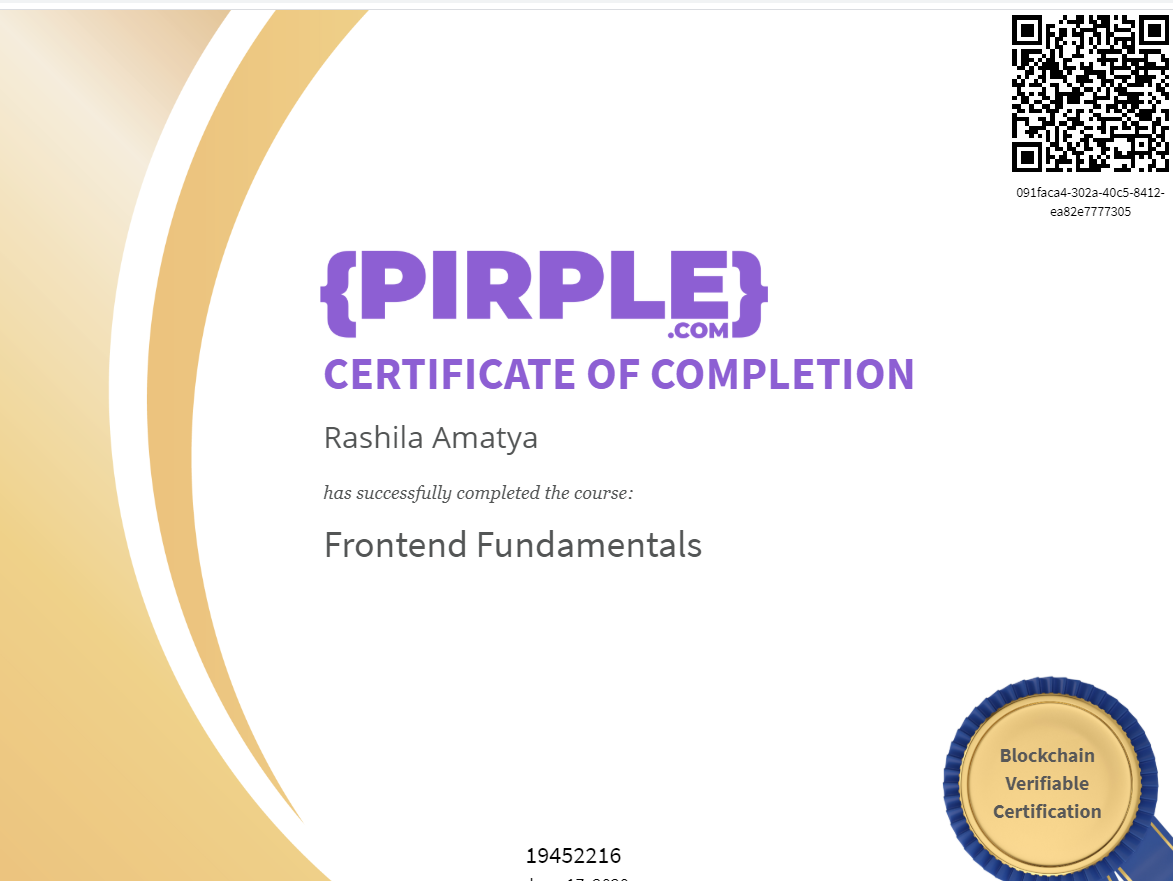 091faca4-302a-40c5-8412-
ea82e7777305
{PIRPLE}
.COM
CERTIFICATE OF COMPLETION
Rashila Amatya
has successfully completed the course:
Frontend Fundamentals
Blockchain
Verifiable
Certification
19452216